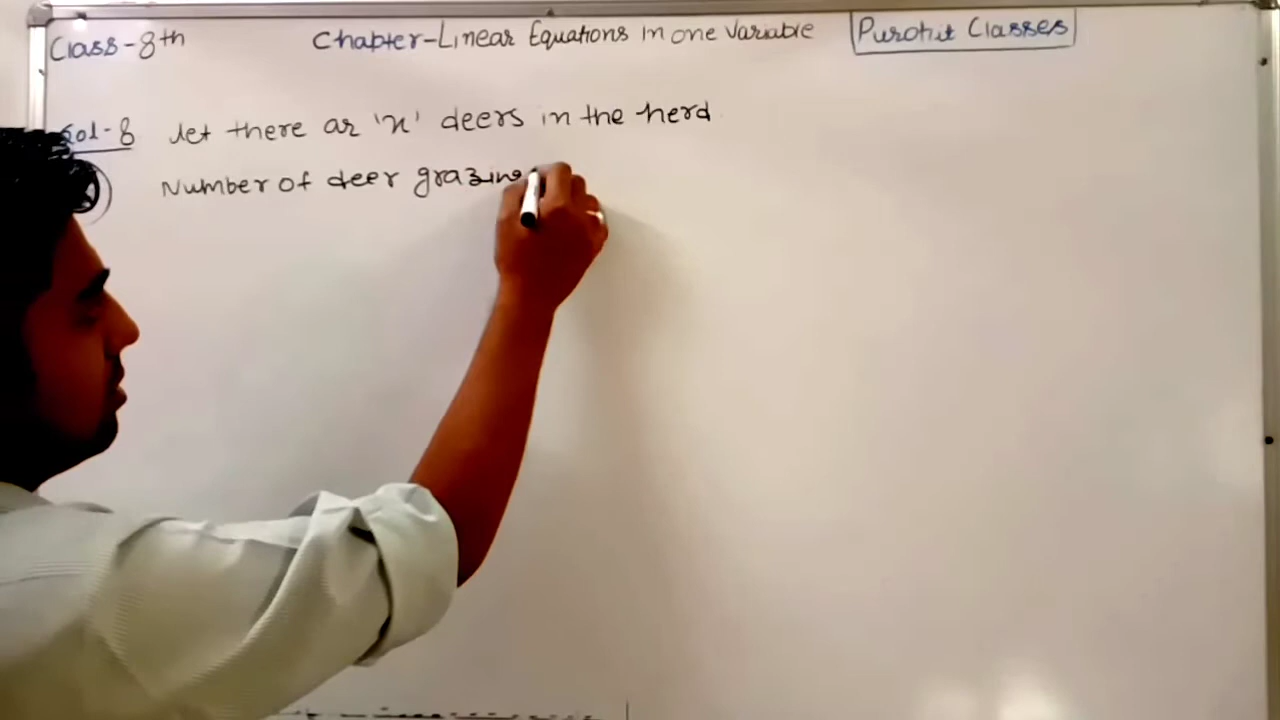 Class-8th
Chapter-Linear Equations in one variable
Purohit Classes
Sol-8 let there ar 'x' deers in the herd
Number of deer grazing